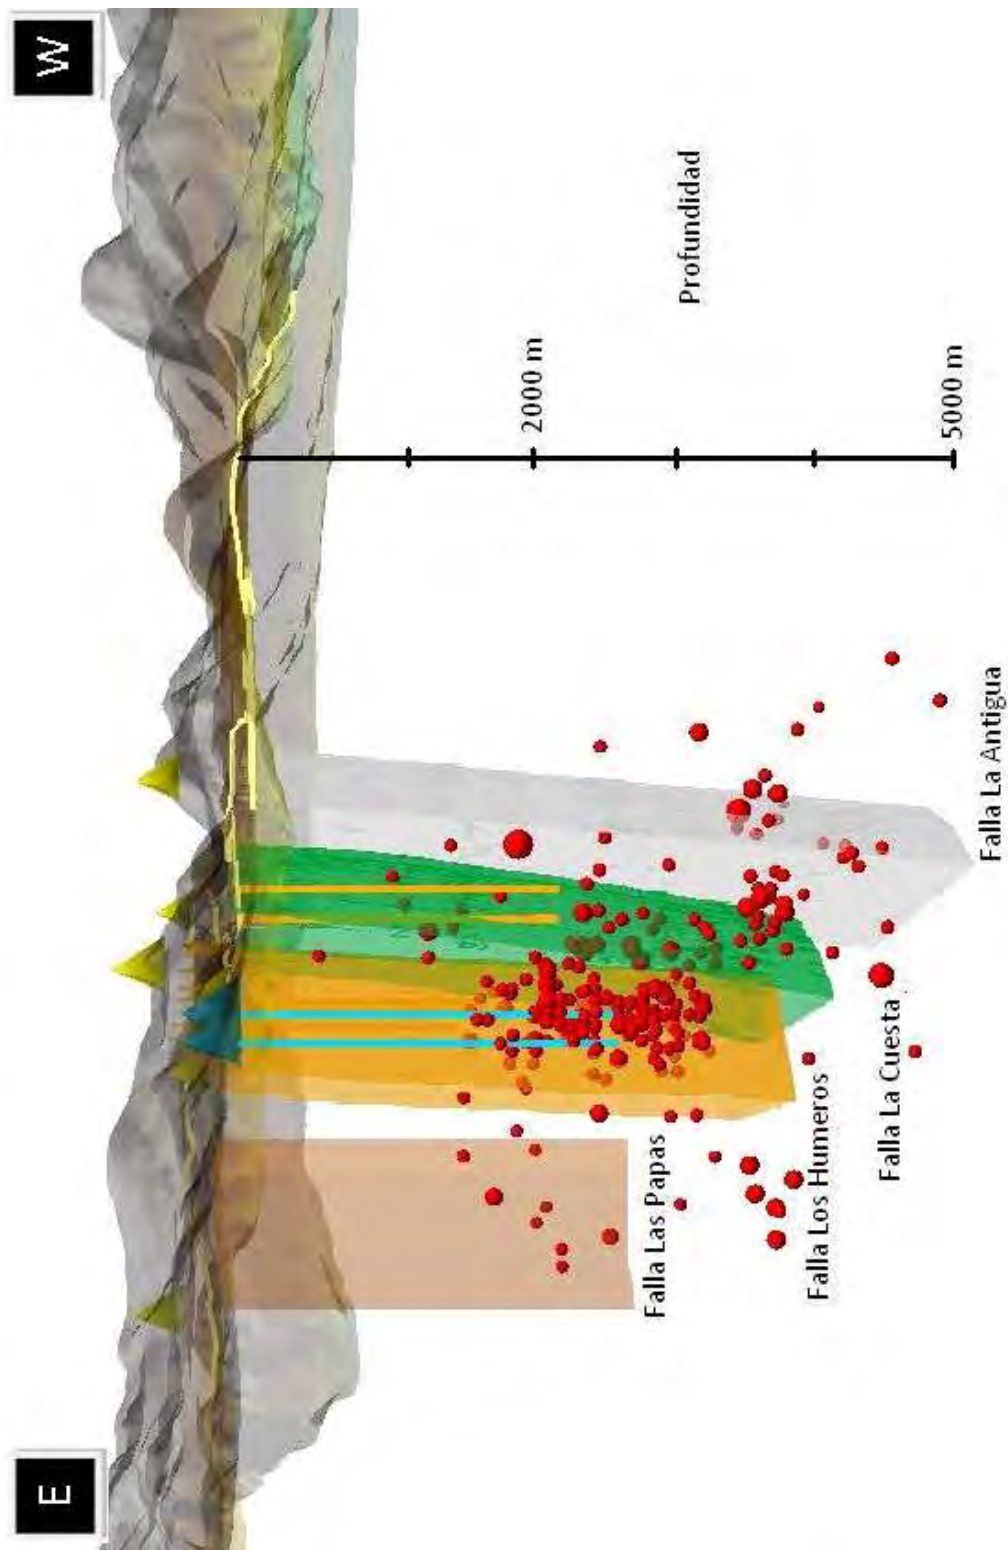 E
W
Profundidad
2000 m
5000 m
Falla Las Papas
Falla Los Humeros
Falla La Cuesta
Falla La Antigua